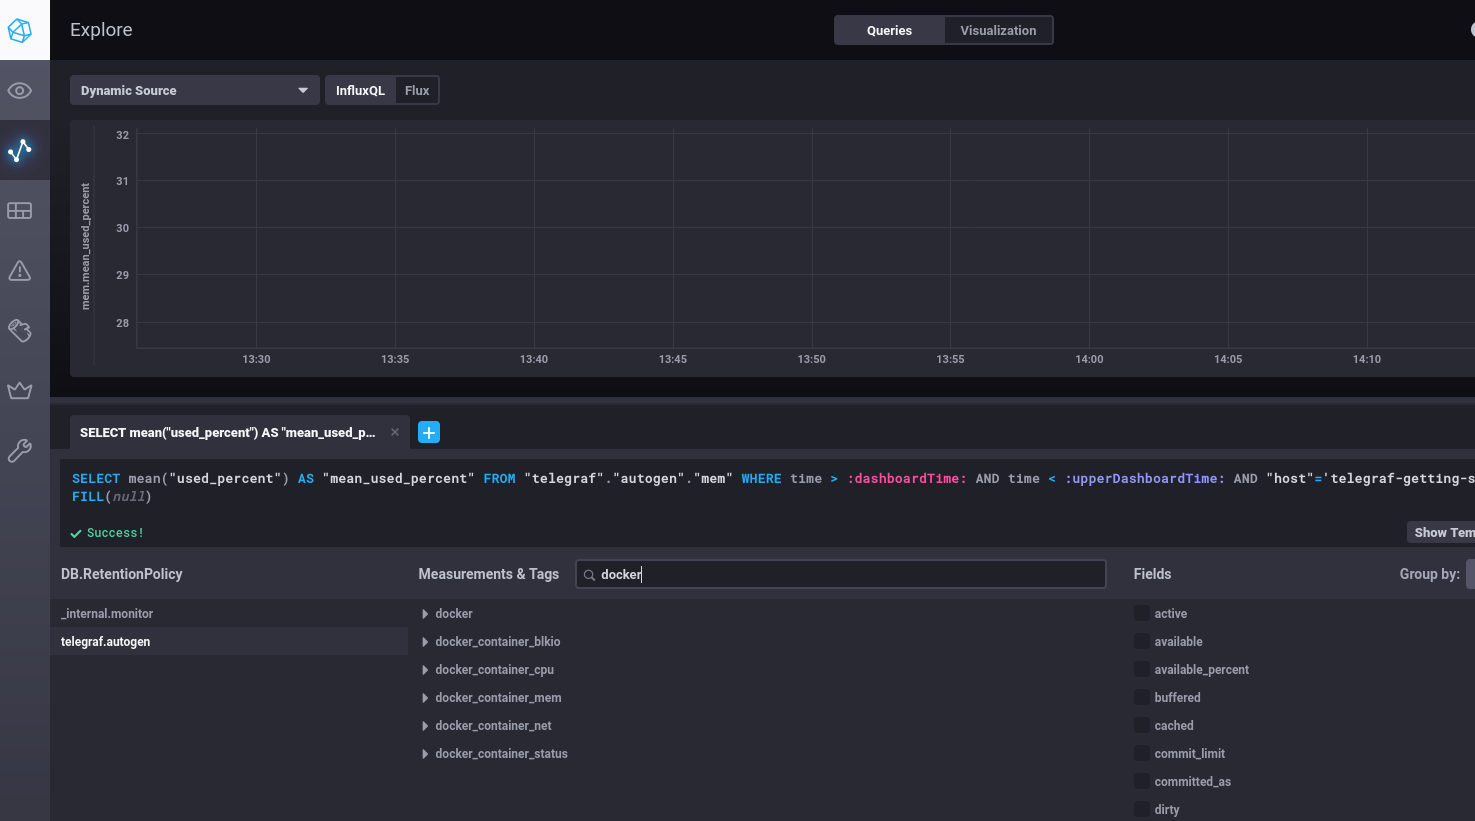 Explore
Queries
Visualization
Dynamic Source
InfluxQL
Flux
mem.mean_used_percent
32
31
30
29
28
13:30
13:35
13:40
13:45
13:50
13:55
14:00
14:05
14:10
SELECT mean("used_percent") AS "mean_used_p...
SELECT mean("used_percent") AS "mean_used_percent" FROM "telegraf"."autogen"."mem" WHERE time > :dashboardTime: AND time < :upperDashboardTime: AND "host"='telegraf-getting-s
FILL(null)
Success!
Show Tem
DB.RetentionPolicy
_internal.monitor
telegraf.autogen
Measurements & Tags
docker
docker
docker_container_blkio
docker_container_cpu
docker_container_mem
docker_container_net
docker_container_status
Fields
Group by:
active
available
available_percent
buffered
cached
commit_limit
committed_as
dirty